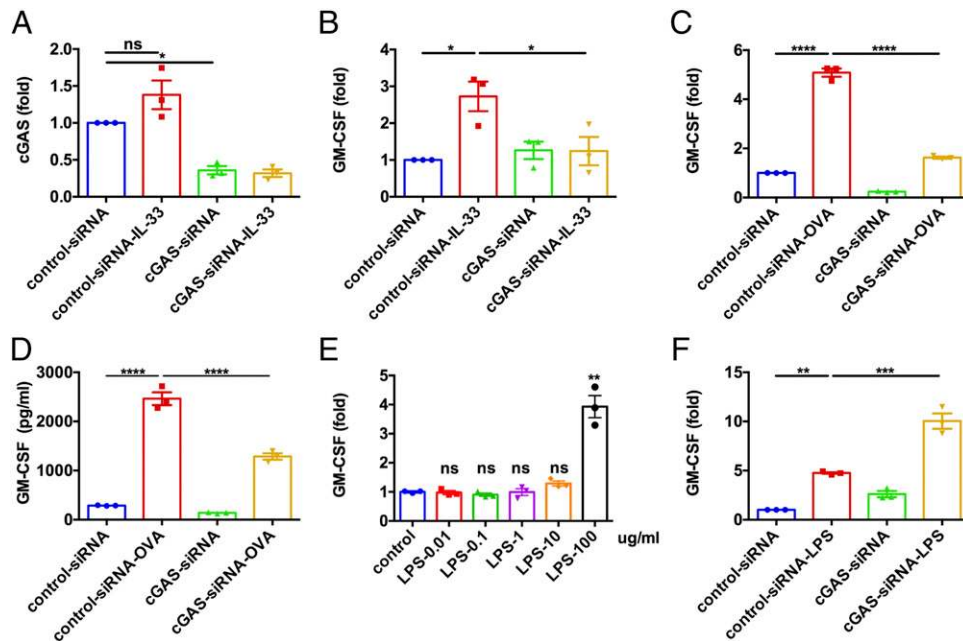 A
cGAS (fold)
2.0
1.5
1.0
0.5
0.0
ns
*
control-siRNA
control-siRNA-IL-33
cGAS-siRNA
cGAS-siRNA-IL-33
B
GM-CSF (fold)
4
3
2
1
0
*
*
control-siRNA
control-siRNA-IL-33
cGAS-siRNA
cGAS-siRNA-IL-33
C
GM-CSF (fold)
6
4
2
0
****
****
control-siRNA
control-siRNA-OVA
cGAS-siRNA
cGAS-siRNA-OVA
D
GM-CSF (pg/ml)
3000
2000
1000
0
****
****
control-siRNA
control-siRNA-OVA
cGAS-siRNA
cGAS-siRNA-OVA
E
GM-CSF (fold)
5
4
3
2
1
0
ns
ns
ns
ns
**
control
LPS-0.01
LPS-0.1
LPS-1
LPS-10
LPS-100
ug/ml
F
GM-CSF (fold)
15
10
5
0
**
***
control-siRNA
control-siRNA-LPS
cGAS-siRNA
cGAS-siRNA-LPS